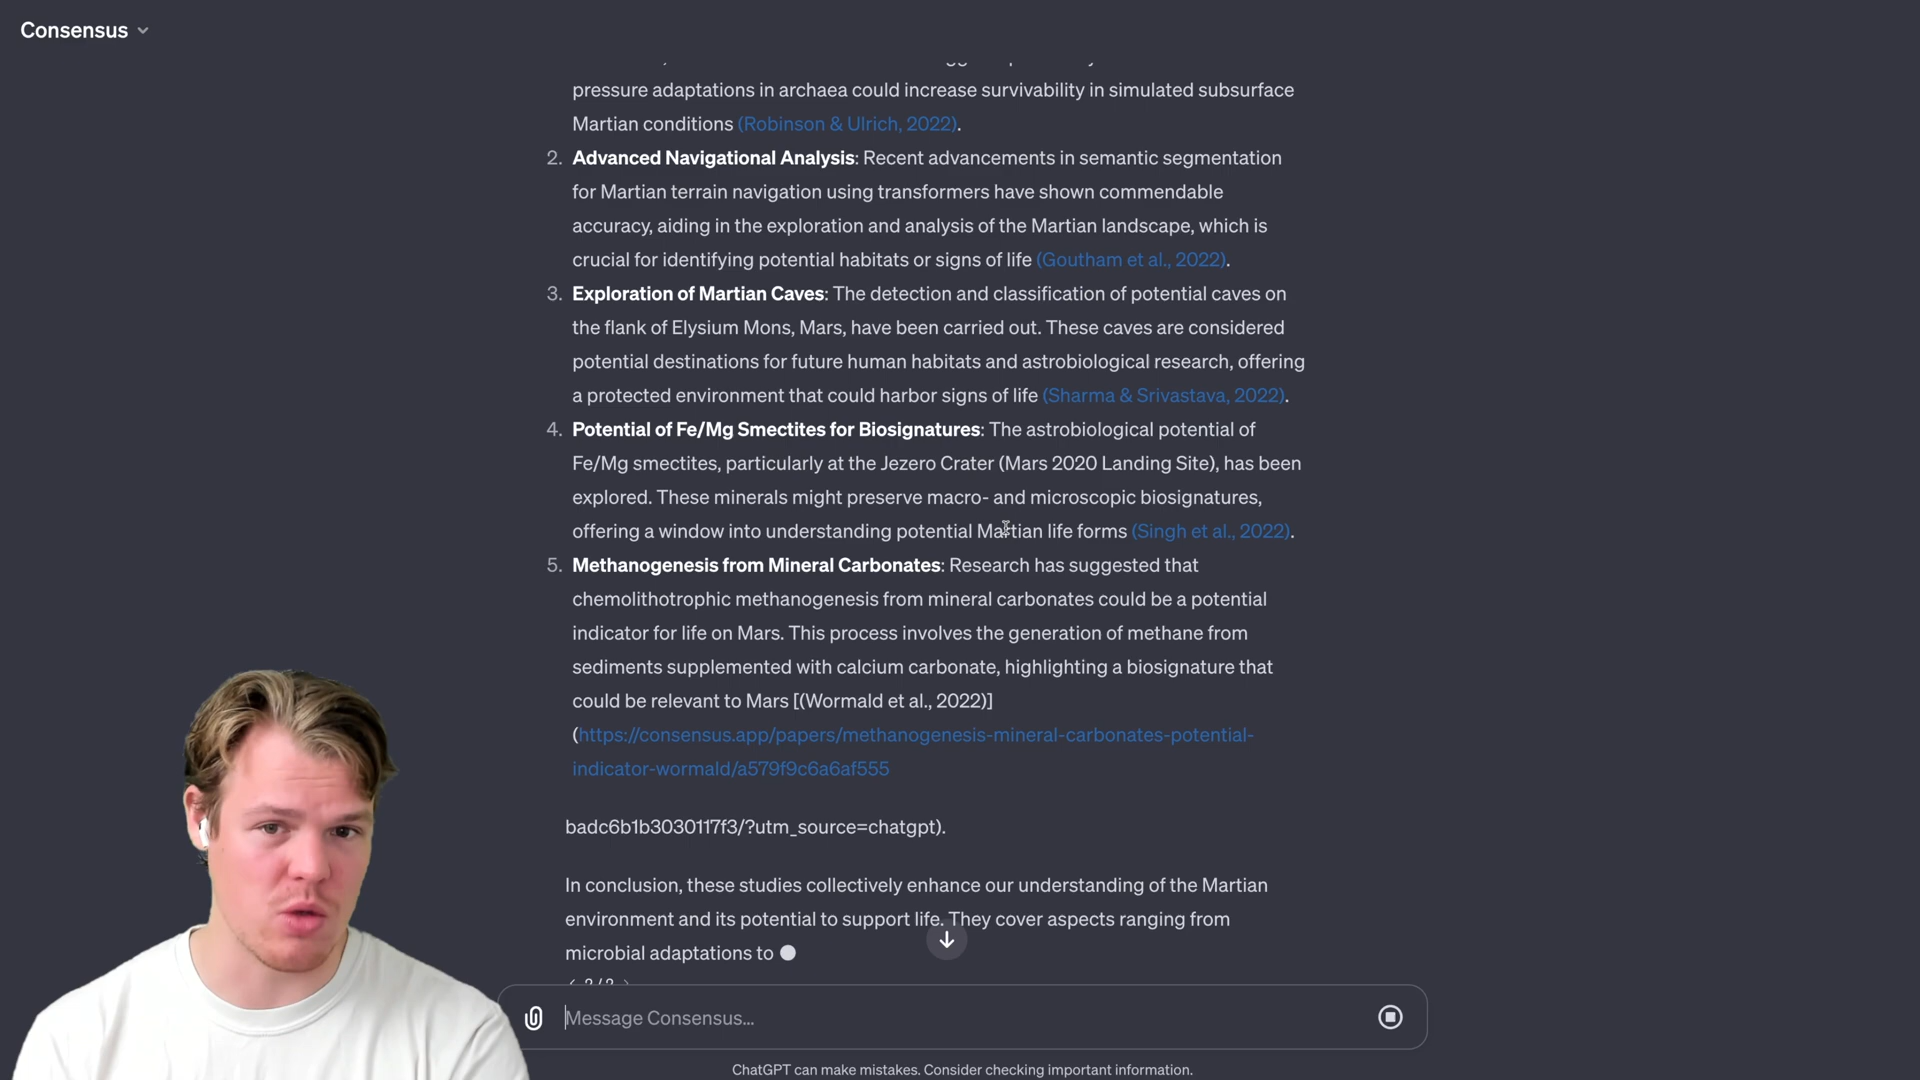 Consensus
pressure adaptations in archaea could increase survivability in simulated subsurface
Martian conditions (Robinson & Ulrich, 2022).
2. Advanced Navigational Analysis: Recent advancements in semantic segmentation
for Martian terrain navigation using transformers have shown commendable
accuracy, aiding in the exploration and analysis of the Martian landscape, which is
crucial for identifying potential habitats or signs of life (Goutham et al., 2022).
3. Exploration of Martian Caves: The detection and classification of potential caves on
the flank of Elysium Mons, Mars, have been carried out. These caves are considered
potential destinations for future human habitats and astrobiological research, offering
a protected environment that could harbor signs of life (Sharma & Srivastava, 2022).
4. Potential of Fe/Mg Smectites for Biosignatures: The astrobiological potential of
Fe/Mg smectites, particularly at the Jezero Crater (Mars 2020 Landing Site), has been
explored. These minerals might preserve macro- and microscopic biosignatures,
offering a window into understanding potential Martian life forms (Singh et al., 2022).
5. Methanogenesis from Mineral Carbonates: Research has suggested that
chemolithotrophic methanogenesis from mineral carbonates could be a potential
indicator for life on Mars. This process involves the generation of methane from
sediments supplemented with calcium carbonate, highlighting a biosignature that
could be relevant to Mars [(Wormald et al., 2022)]
(https://consensus.app/papers/methanogenesis-mineral-carbonates-potential-
indicator-wormald/a579f9c6a6af555
badc6b1b3030117f3/?utm_source=chatgpt).
In conclusion, these studies collectively enhance our understanding of the Martian
environment and its potential to support life. They cover aspects ranging from
microbial adaptations to
Message Consensus...
ChatGPT can make mistakes. Consider checking important information.